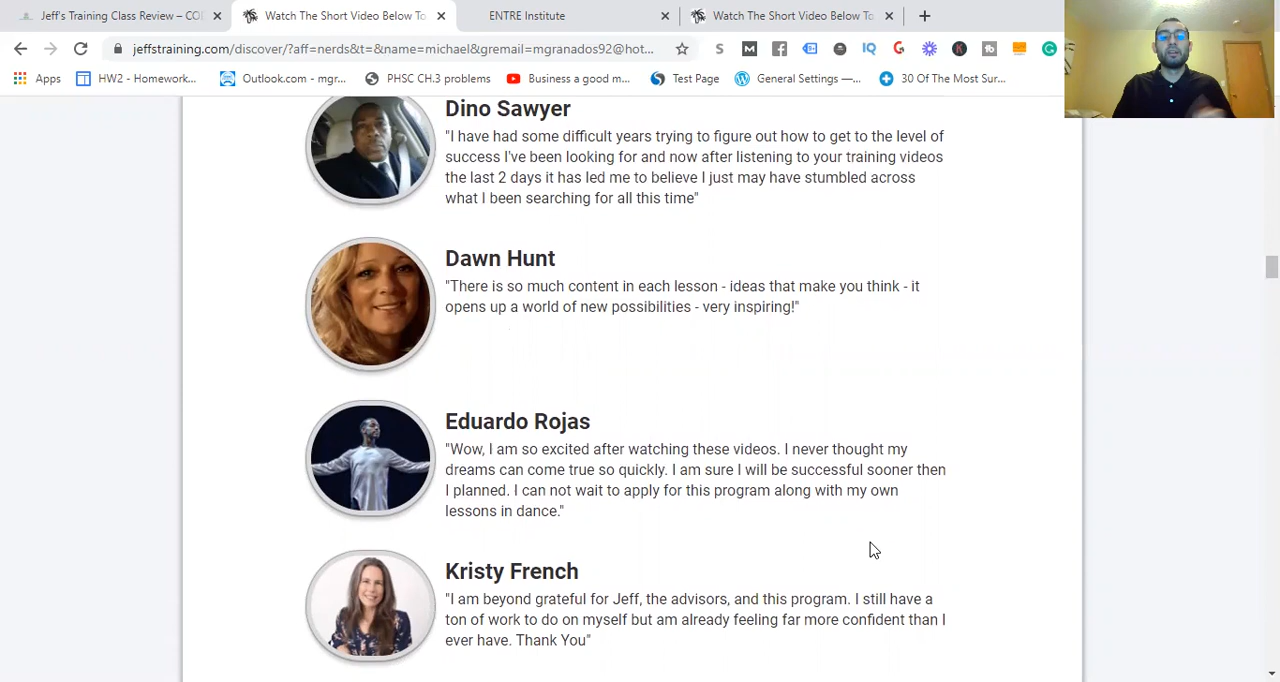 Jeff's Training Class Review – CO
Watch The Short Video Below To
ENTRE Institute
Watch The Short Video Below To
jeffstraining.com/discover/?aff=nerds&t=&name=michael&gremail=mgranados92@hot...
Apps
HW2 - Homework...
Outlook.com - mgr...
PHSC CH.3 problems
Business a good m...
Test Page
General Settings —...
30 Of The Most Sur...
Dino Sawyer
"I have had some difficult years trying to figure out how to get to the level of
success I've been looking for and now after listening to your training videos
the last 2 days it has led me to believe I just may have stumbled across
what I been searching for all this time"
Dawn Hunt
"There is so much content in each lesson - ideas that make you think - it
opens up a world of new possibilities - very inspiring!"
Eduardo Rojas
"Wow, I am so excited after watching these videos. I never thought my
dreams can come true so quickly. I am sure I will be successful sooner then
I planned. I can not wait to apply for this program along with my own
lessons in dance."
Kristy French
"I am beyond grateful for Jeff, the advisors, and this program. I still have a
ton of work to do on myself but am already feeling far more confident than I
ever have. Thank You"